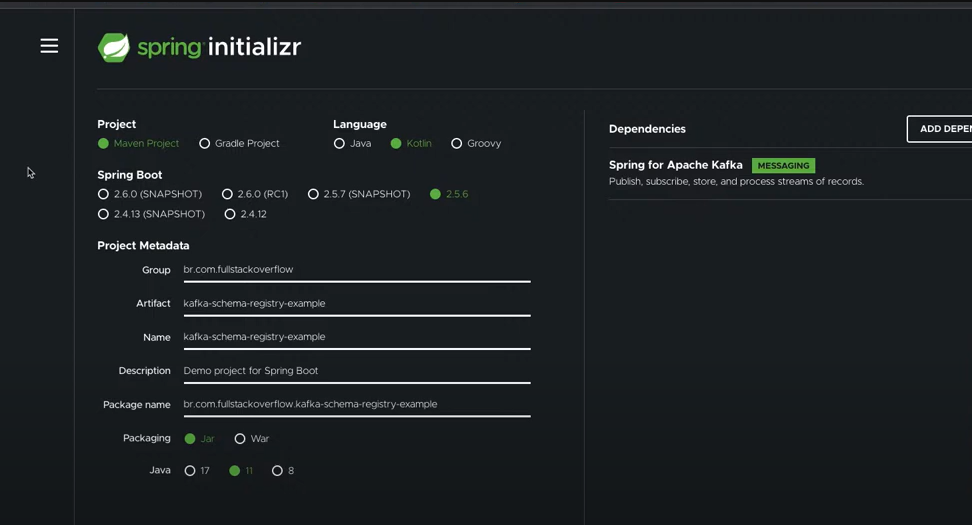 spring initializr
Project
Maven Project Gradle Project
Language
Java Kotlin Groovy
Spring Boot
2.6.0 (SNAPSHOT) 2.6.0 (RC1) 2.5.7 (SNAPSHOT) 2.5.6
2.4.13 (SNAPSHOT) 2.4.12
Project Metadata
Group br.com.fullstackoverflow
Artifact kafka-schema-registry-example
Name kafka-schema-registry-example
Description Demo project for Spring Boot
Package name br.com.fullstackoverflow.kafka-schema-registry-example
Packaging Jar War
Java 17 11 8
Dependencies ADD DEPEN
Spring for Apache Kafka MESSAGING
Publish, subscribe, store, and process streams of records.